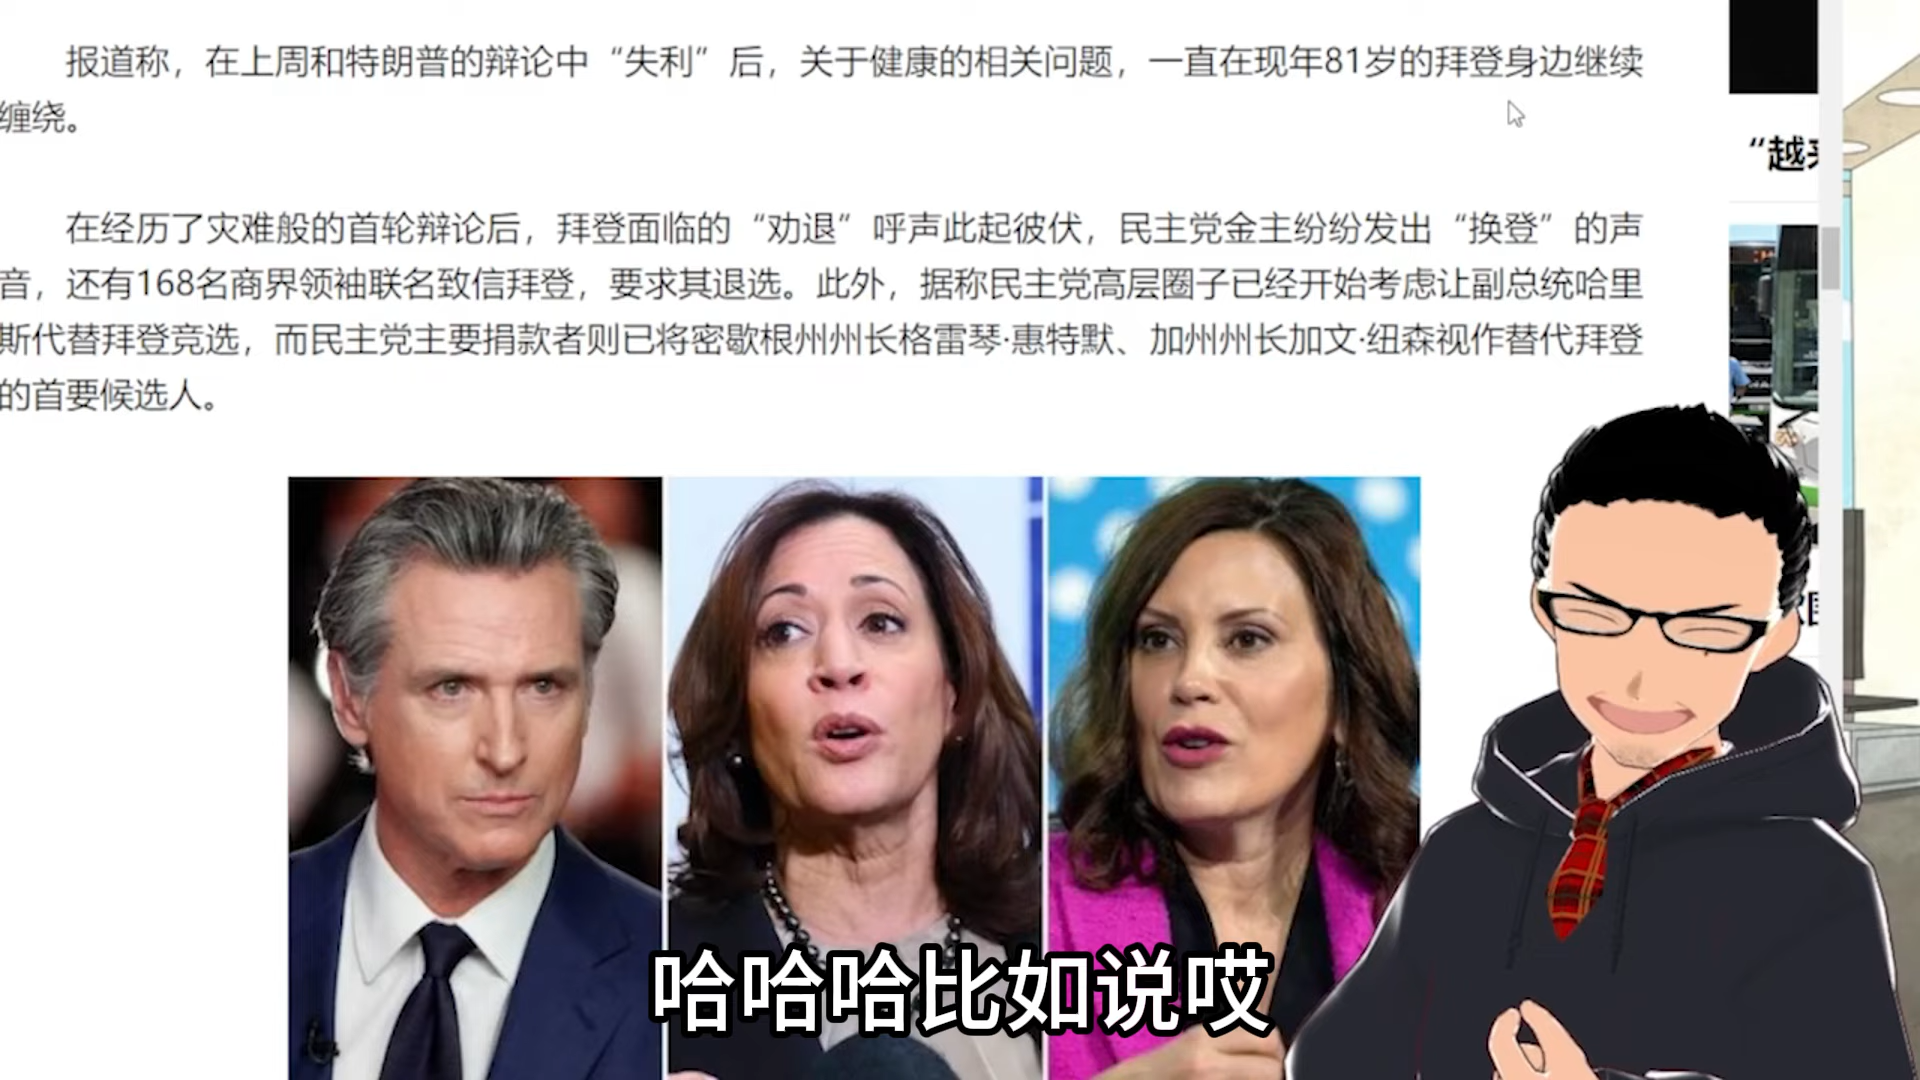 报道称，在上周和特朗普的辩论中“失利”后，关于健康的相关问题，一直在现年81岁的拜登身边继续
缠绕。
“越来
在经历了灾难般的首轮辩论后，拜登面临的“劝退”呼声此起彼伏，民主党金主纷纷发出“换登”的声
音，还有168名商界领袖联名致信拜登，要求其退选。此外，据称民主党高层圈子已经开始考虑让副总统哈里
斯代替拜登竞选，而民主党主要捐款者则已将密歇根州州长格雷琴·惠特默、加州州长加文·纽森视作替代拜登
的首要候选人。
哈哈哈比如说哎